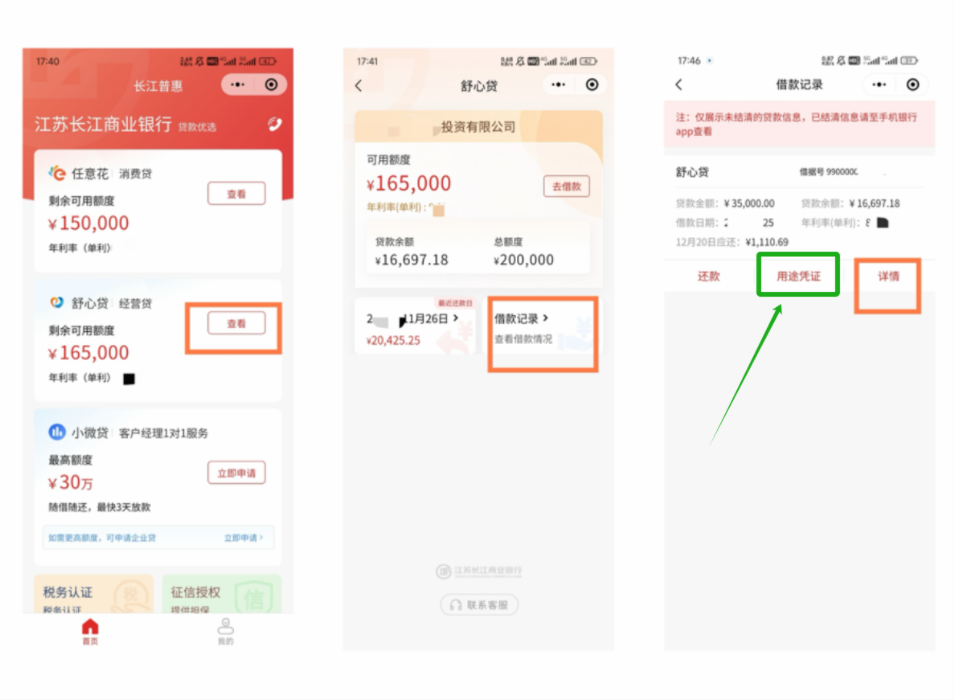 17:40
长江普惠
江苏长江商业银行 贷款优选
任意花 消费贷
剩余可用额度
¥150,000
年利率（单利）
查看
舒心贷 经营贷
剩余可用额度
¥165,000
年利率（单利）
查看
小微贷 客户经理1对1服务
最高额度
¥30万
立即申请
随借随还，最快3天放款
如需更高额度，可申请企业贷 立即申请 >
税务认证
税务认证
征信授权
提供担保
首页
我的
17:41
舒心贷
投资有限公司
可用额度
¥165,000
去借款
年利率(单利)：
贷款余额 总额度
¥16,697.18 ¥200,000
最近还款日
2 11月26日 >
¥20,425.25
借款记录 >
查看借款情况
江苏长江商业银行
联系客服
17:46
借款记录
注：仅展示未结清的贷款信息，已结清信息请至手机银行
app查看
舒心贷 借据号 990000
贷款金额：¥35,000.00 贷款余额：¥16,697.18
借款日期：2 25 年利率(单利)：8
12月20日应还：¥1,110.69
还款 用途凭证 详情